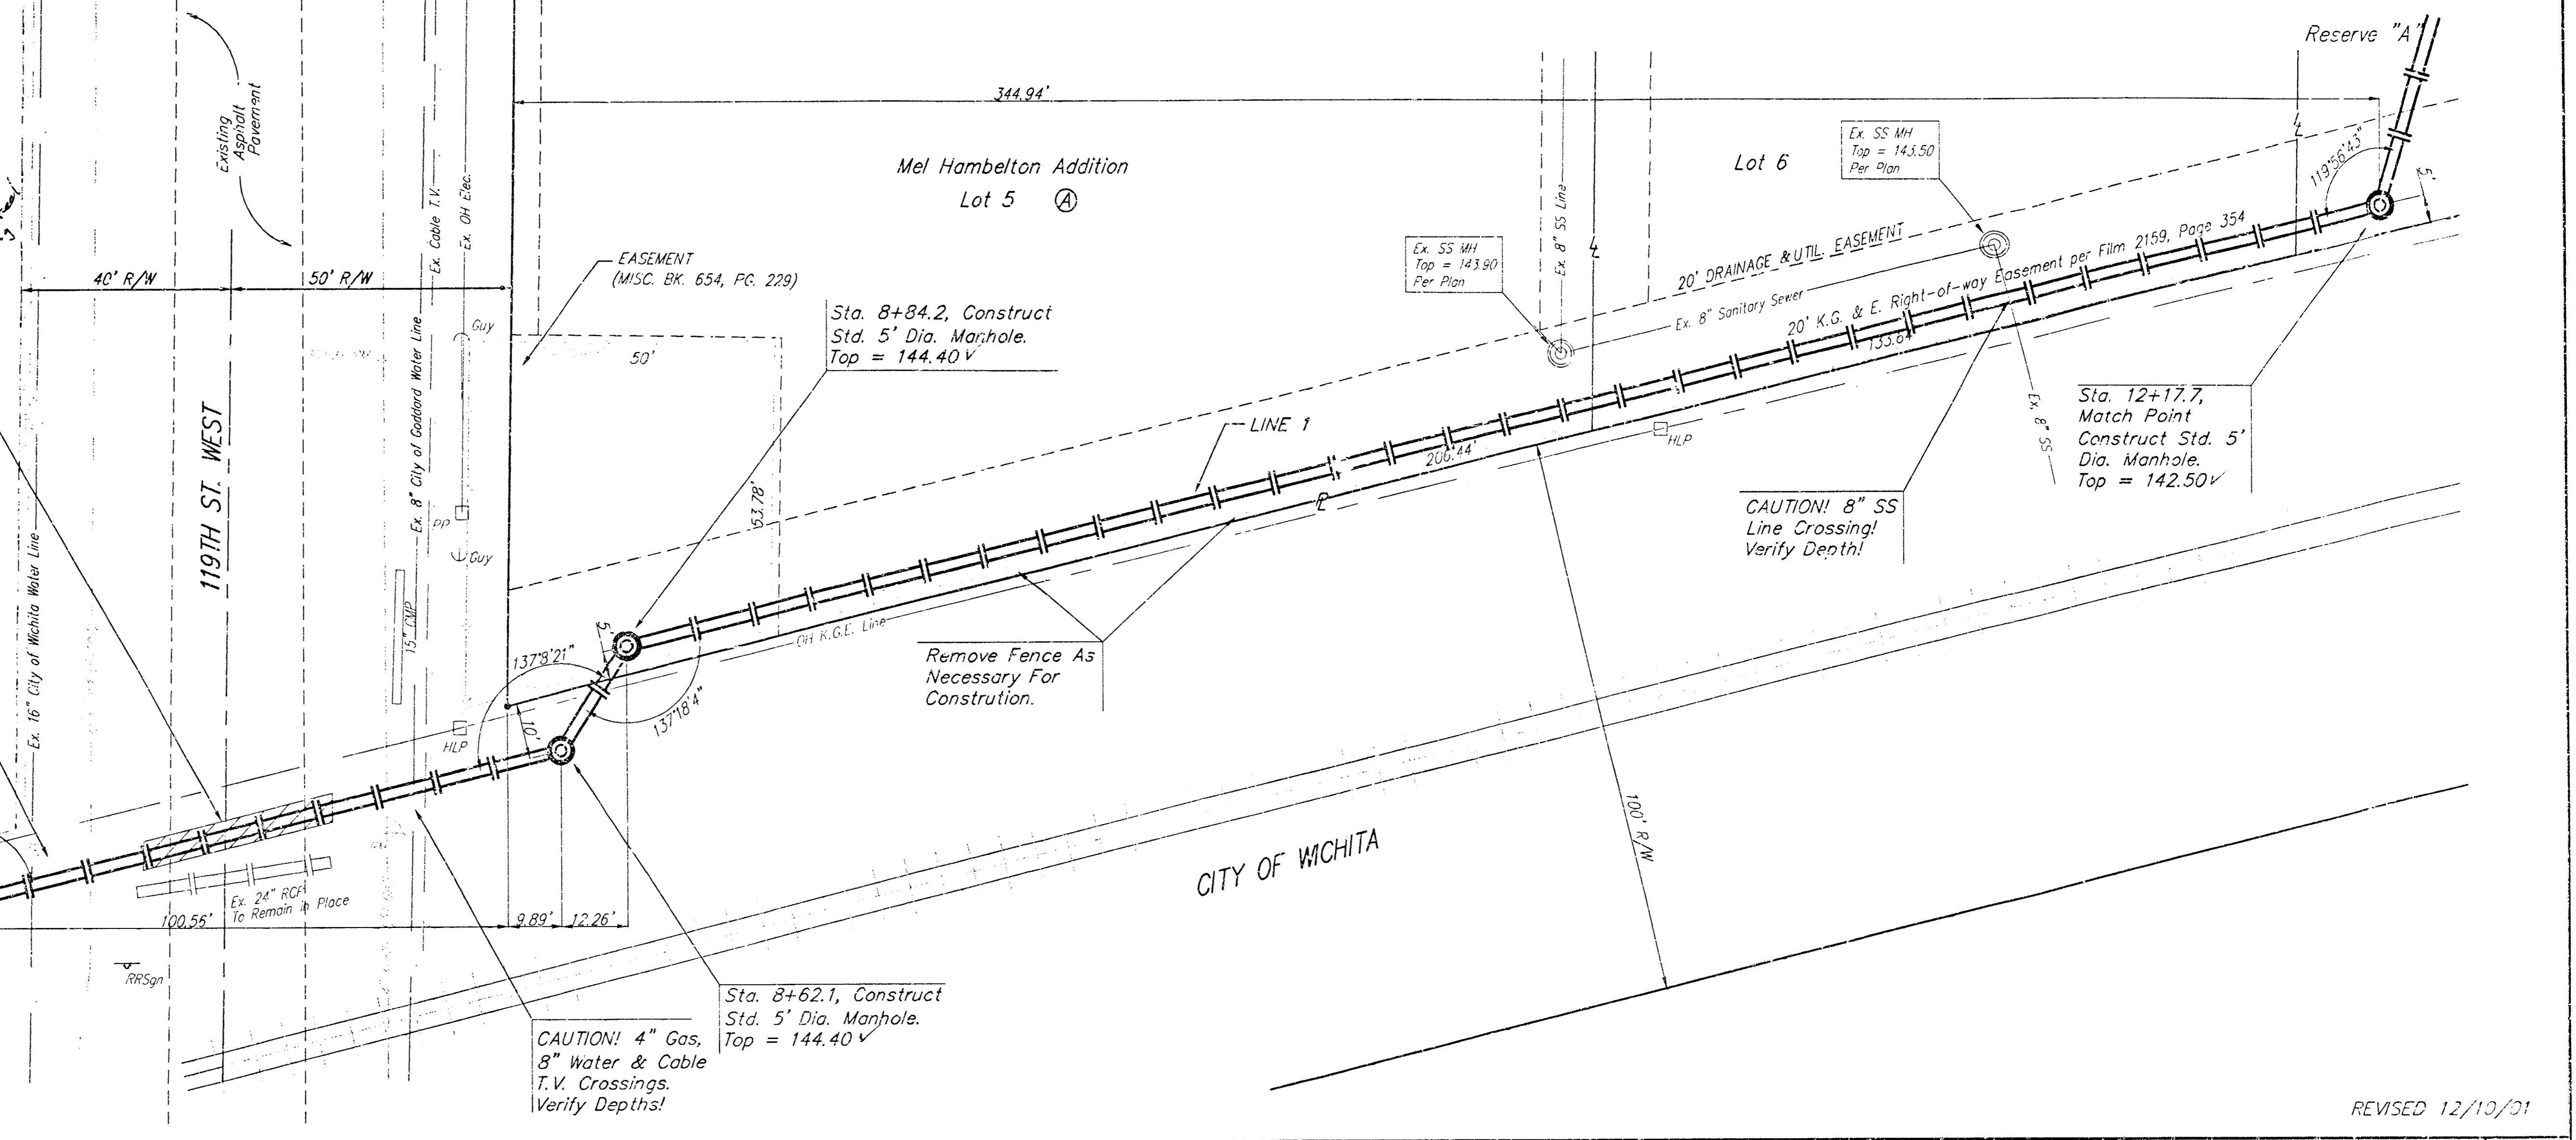 Reserve "A"
344.94'
Existing
Asphalt
Pavement
Mel Hambelton Addition
Lot 5 A
Lot 6
Ex. SS MH
Top = 143.50
Per Plan
119°56'43"
5'
Ex. SS MH
Top = 143.90
Per Plan
Ex. 8" SS Line
20' DRAINAGE & UTIL. EASEMENT
Ex. 8" Sanitary Sewer
20' K.G. & E. Right-of-way Easement per Film 2159, Page 354
133.64'
Ex. Cable T.V.
Ex. OH Elec.
40' R/W
50' R/W
EASEMENT
(MISC. BK. 654, PG. 229)
Sta. 8+84.2, Construct
Std. 5' Dia. Manhole.
Top = 144.40
Guy
50'
53.78'
119TH ST. WEST
Ex. 8" City of Goddard Water Line
Ex. 16" City of Wichita Water Line
PP
Guy
15" CMP
LINE 1
206.44'
HLP
Ex. 8" SS
Sta. 12+17.7,
Match Point
Construct Std. 5'
Dia. Manhole.
Top = 142.50
CAUTION! 8" SS
Line Crossing!
Verify Depth!
OH K.G.E. Line
Remove Fence As
Necessary For
Constrution.
5'
137°8'21"
137°18'4"
10'
HLP
100' R/W
CITY OF WICHITA
Ex. 24" RCP
To Remain in Place
100.56'
9.89'
12.26'
RRSgn
Sta. 8+62.1, Construct
Std. 5' Dia. Manhole.
Top = 144.40
CAUTION! 4" Gas,
8" Water & Cable
T.V. Crossings.
Verify Depths!
REVISED 12/10/01